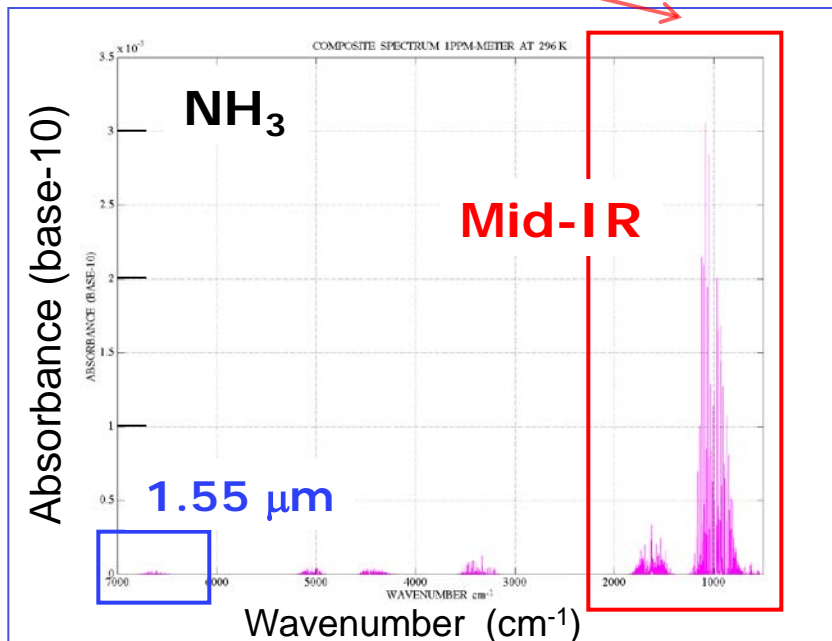 3.5 x 10⁻³
COMPOSITE SPECTRUM 1PPM-METER AT 296 K
NH₃
3
2.5
Mid-IR
2
1.5
1
1.55 μm
0.5
0
Absorbance (base-10)
ABSORBANCE (BASE-10)
7000 6000 5000 4000 3000 2000 1000
WAVENUMBER cm⁻¹
Wavenumber (cm⁻¹)